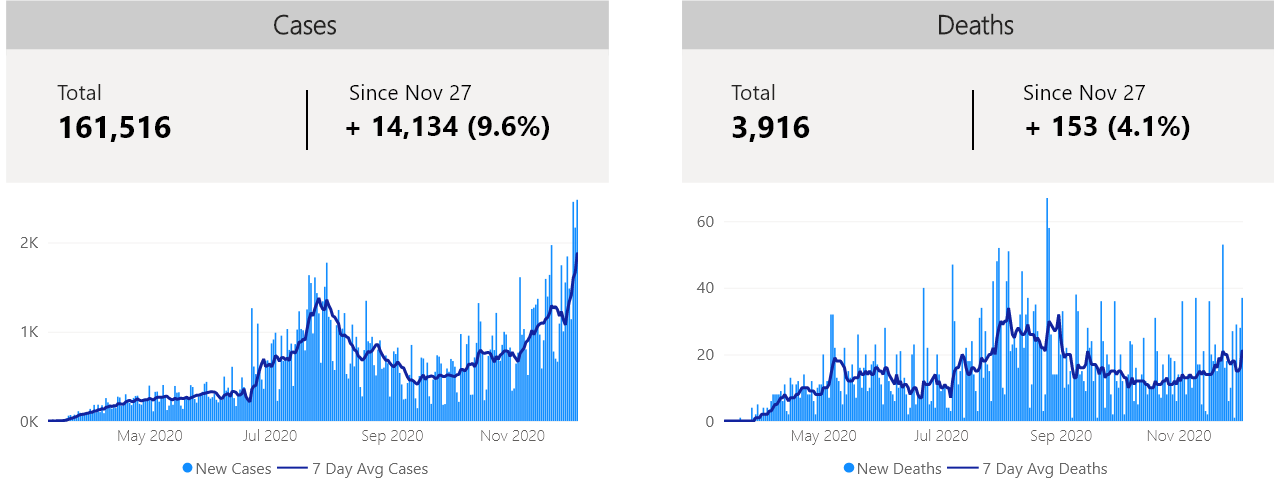 Cases
Total
161,516
Since Nov 27
+ 14,134 (9.6%)
2K
1K
0K
May 2020 Jul 2020 Sep 2020 Nov 2020
New Cases 7 Day Avg Cases
Deaths
Total
3,916
Since Nov 27
+ 153 (4.1%)
60
40
20
0
May 2020 Jul 2020 Sep 2020 Nov 2020
New Deaths 7 Day Avg Deaths